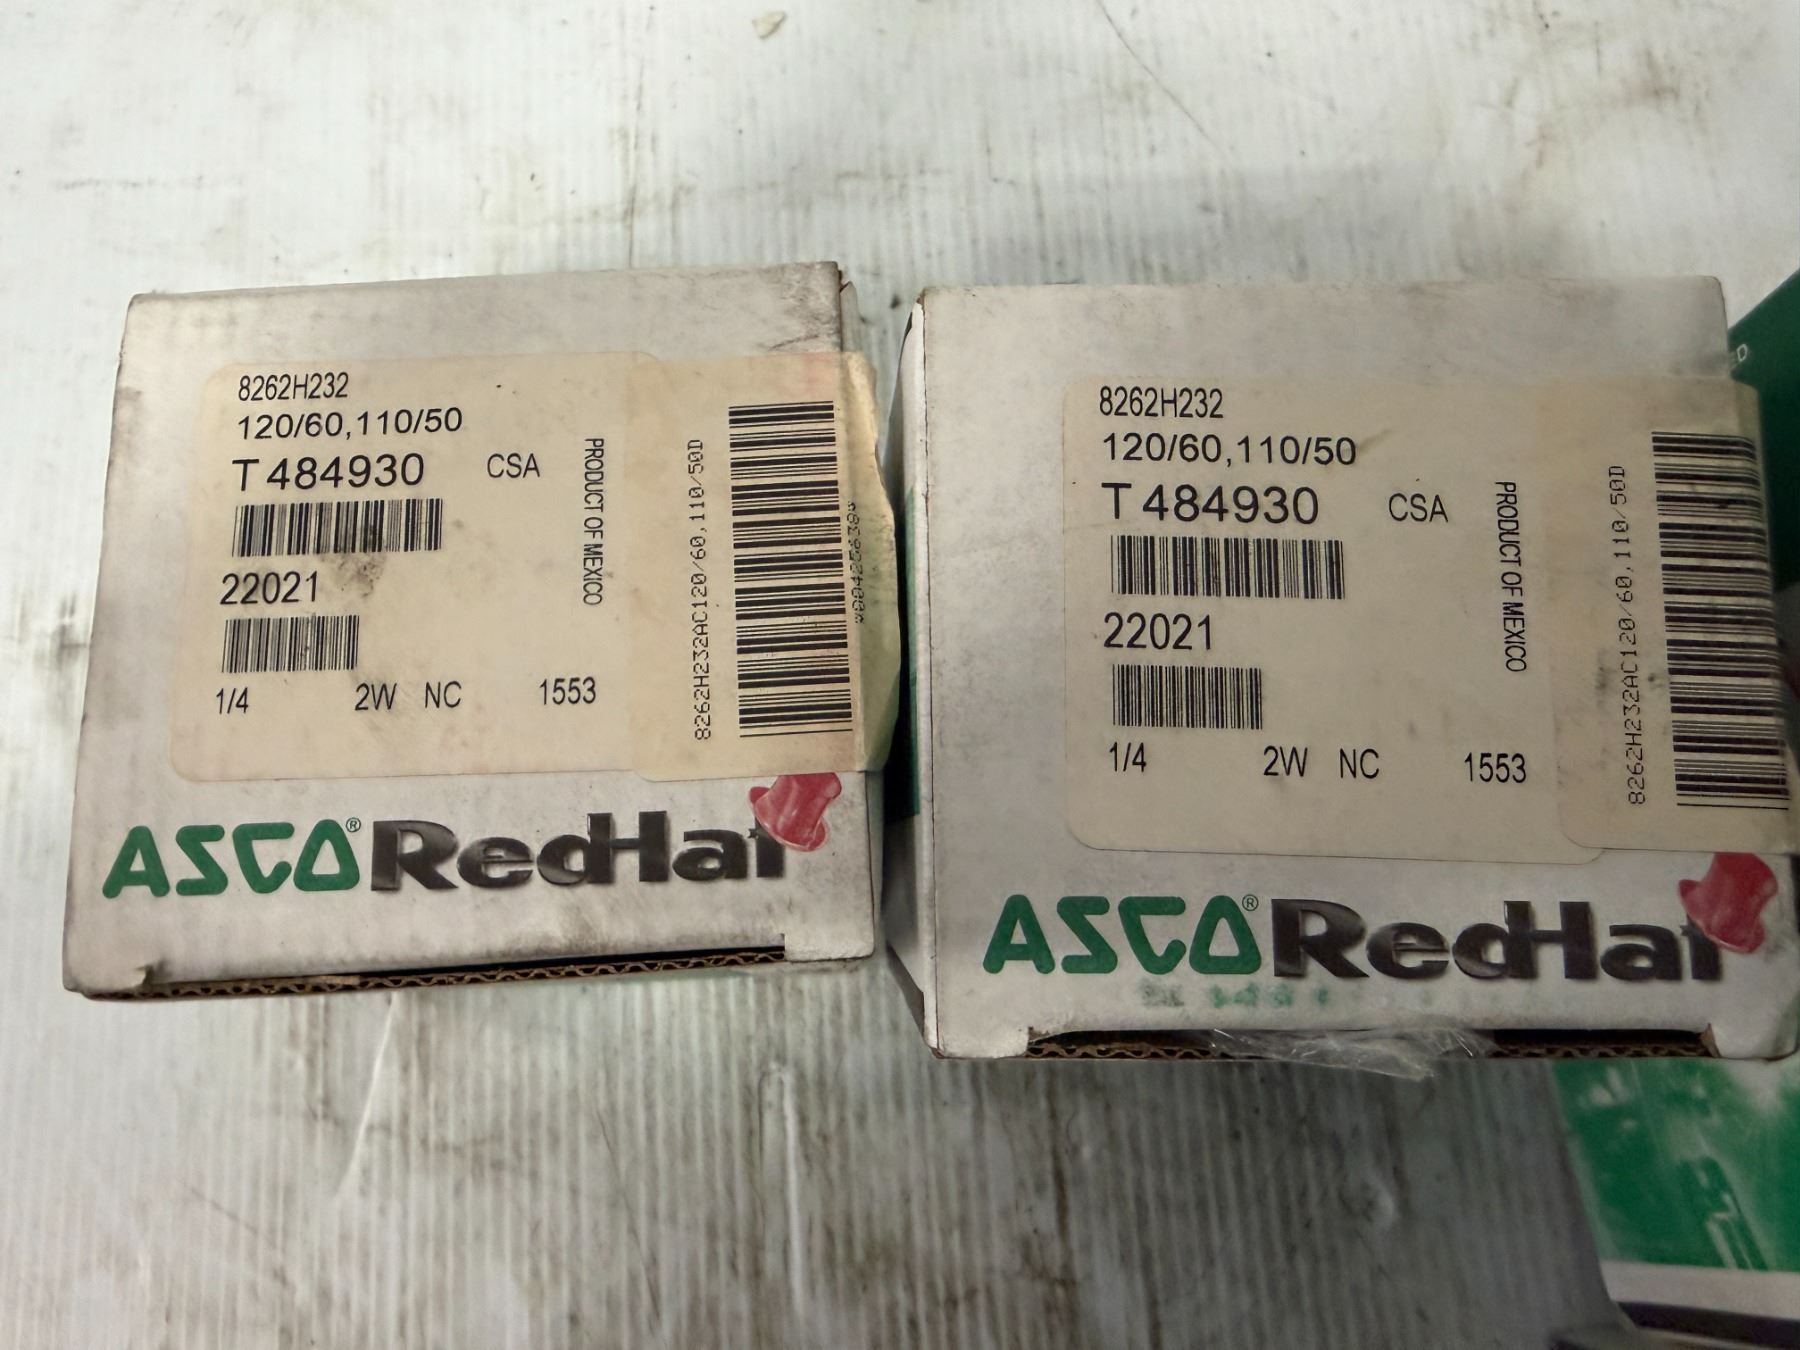 8262H232
120/60,110/50
T 484930 CSA
22021
1/4 2W NC 1553
PRODUCT OF MEXICO
8262H232AC120/60,110/50D
ASCO® RedHat
8262H232
120/60,110/50
T 484930 CSA
22021
1/4 2W NC 1553
PRODUCT OF MEXICO
8262H232AC120/60,110/50D
ASCO® RedHat